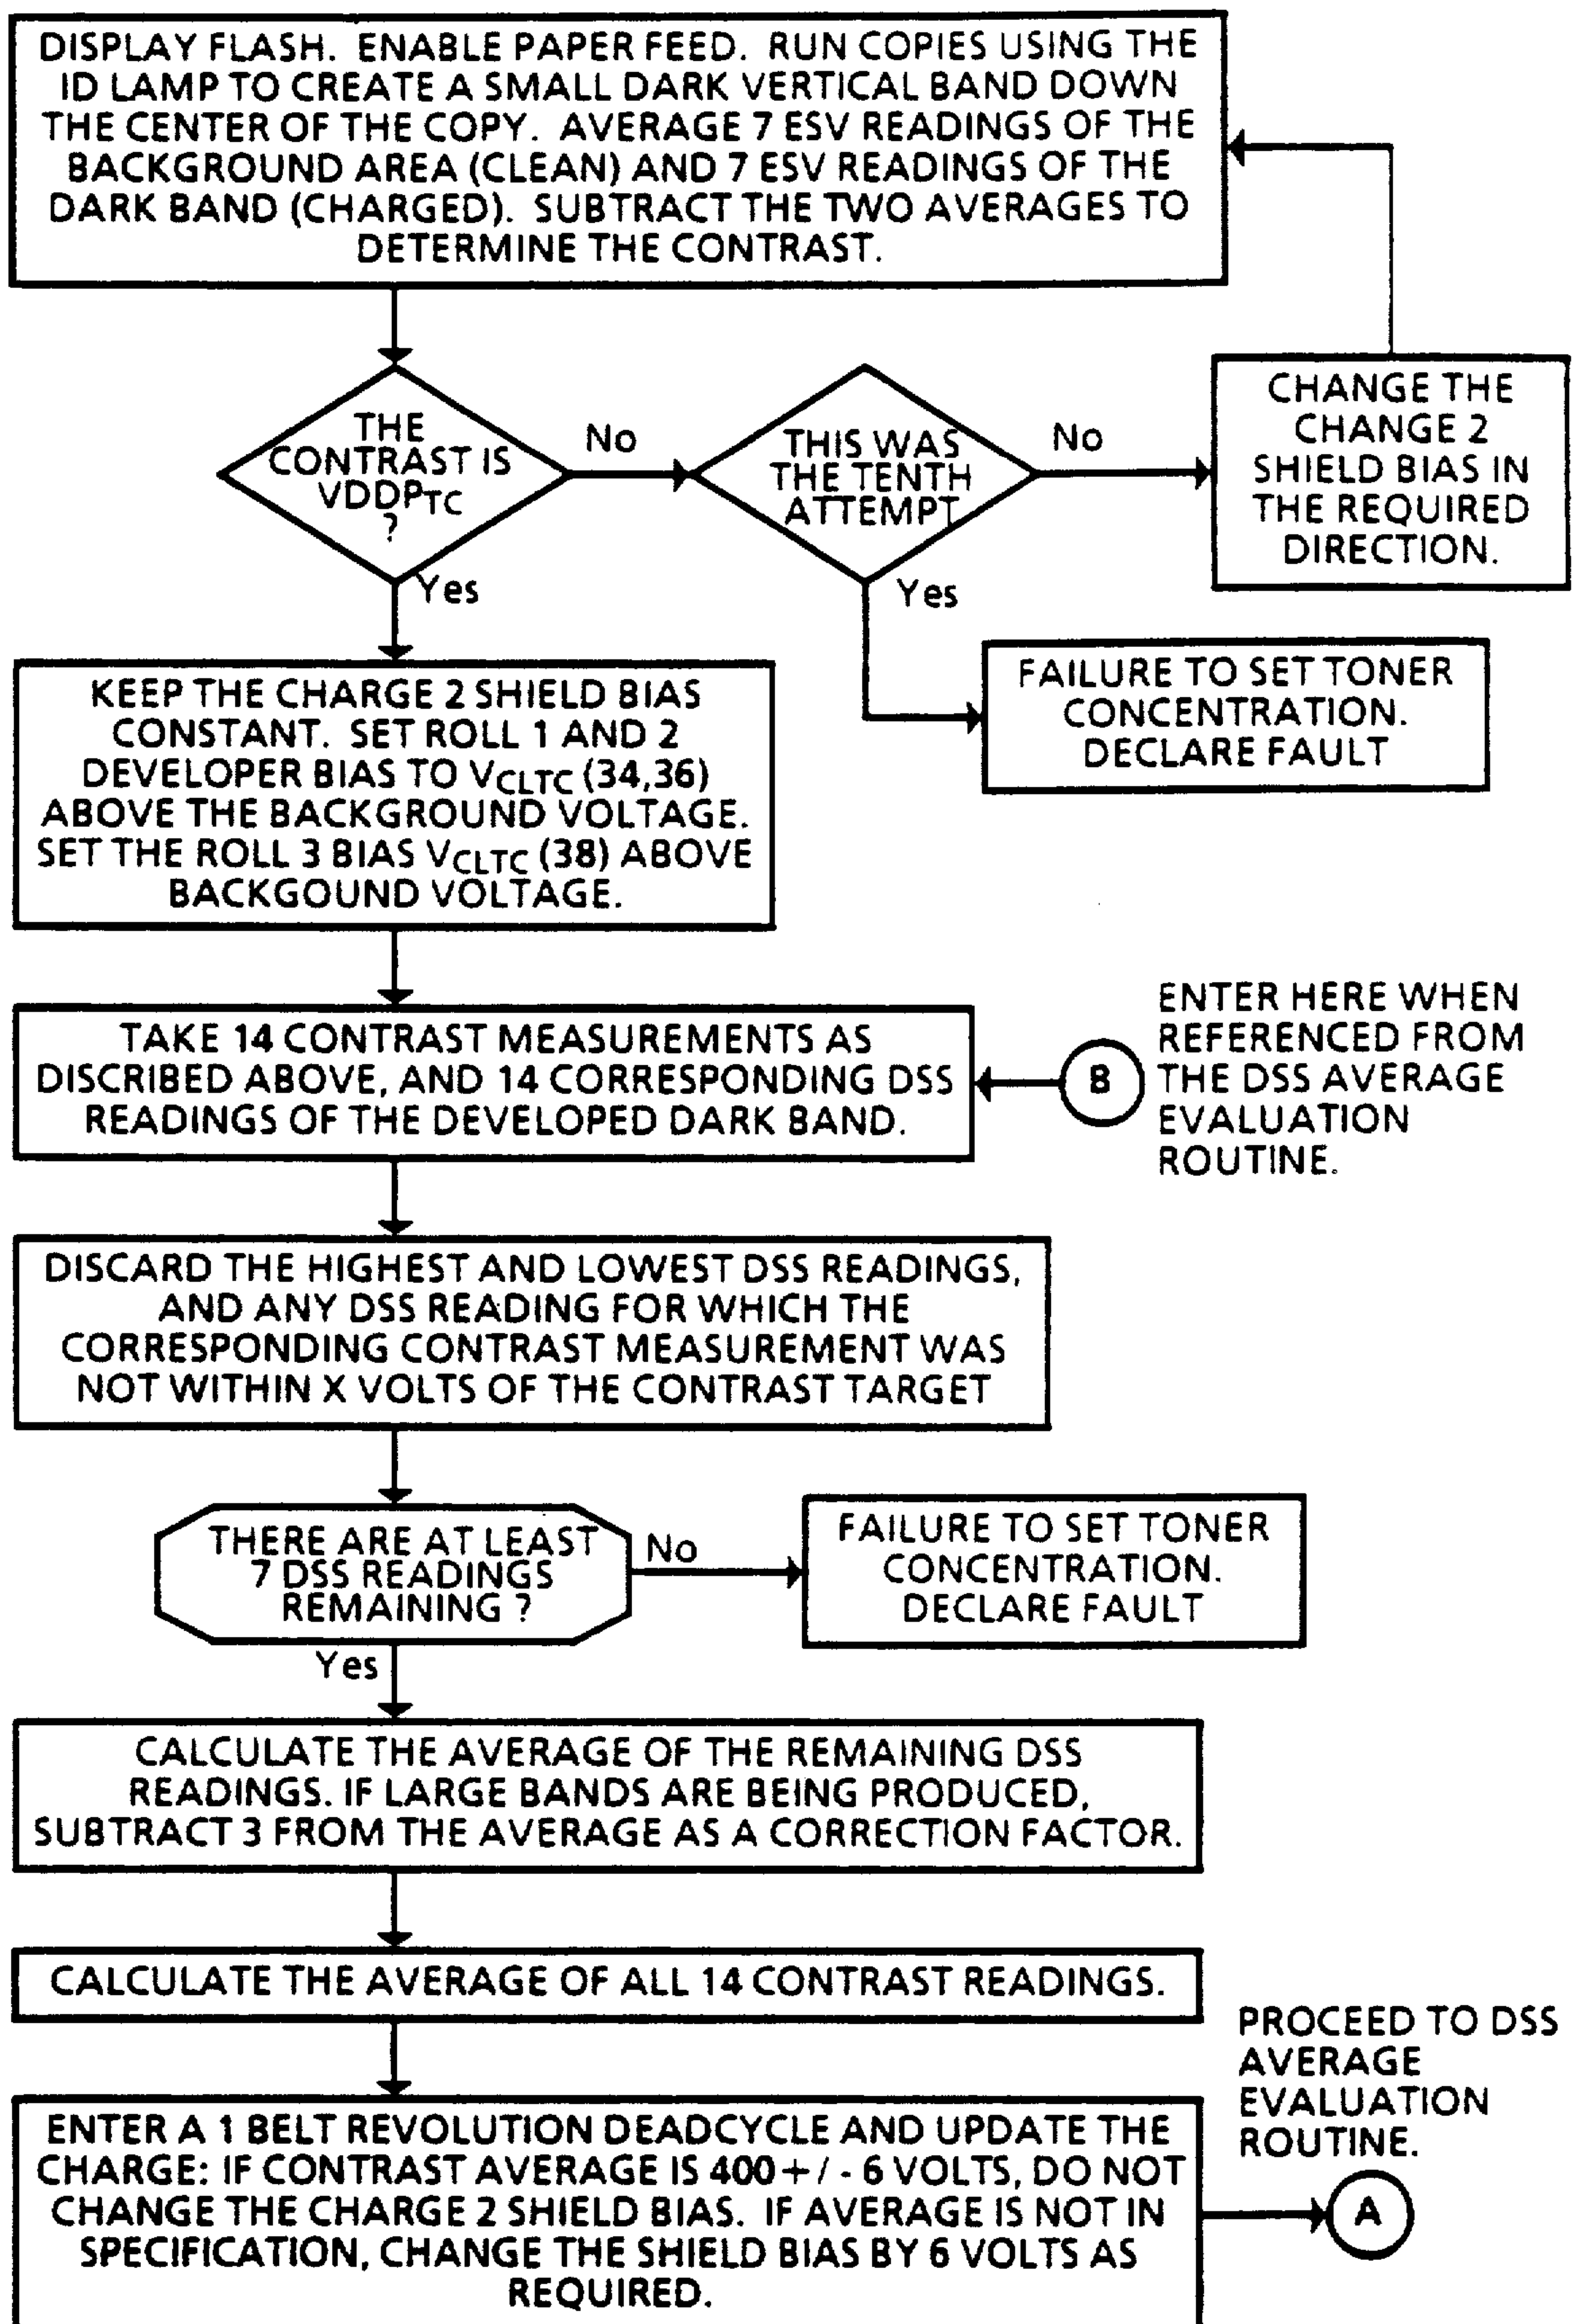 DISPLAY FLASH. ENABLE PAPER FEED. RUN COPIES USING THE
ID LAMP TO CREATE A SMALL DARK VERTICAL BAND DOWN
THE CENTER OF THE COPY. AVERAGE 7 ESV READINGS OF THE
BACKGROUND AREA (CLEAN) AND 7 ESV READINGS OF THE
DARK BAND (CHARGED). SUBTRACT THE TWO AVERAGES TO
DETERMINE THE CONTRAST.
THE
CONTRAST IS
VDDPTC
?
No
Yes
THIS WAS
THE TENTH
ATTEMPT
No
Yes
CHANGE THE
CHANGE 2
SHIELD BIAS IN
THE REQUIRED
DIRECTION.
FAILURE TO SET TONER
CONCENTRATION.
DECLARE FAULT
KEEP THE CHARGE 2 SHIELD BIAS
CONSTANT. SET ROLL 1 AND 2
DEVELOPER BIAS TO VCLTC (34,36)
ABOVE THE BACKGROUND VOLTAGE.
SET THE ROLL 3 BIAS VCLTC (38) ABOVE
BACKGOUND VOLTAGE.
TAKE 14 CONTRAST MEASUREMENTS AS
DISCRIBED ABOVE, AND 14 CORRESPONDING DSS
READINGS OF THE DEVELOPED DARK BAND.
B
ENTER HERE WHEN
REFERENCED FROM
THE DSS AVERAGE
EVALUATION
ROUTINE.
DISCARD THE HIGHEST AND LOWEST DSS READINGS,
AND ANY DSS READING FOR WHICH THE
CORRESPONDING CONTRAST MEASUREMENT WAS
NOT WITHIN X VOLTS OF THE CONTRAST TARGET
THERE ARE AT LEAST
7 DSS READINGS
REMAINING ?
No
Yes
FAILURE TO SET TONER
CONCENTRATION.
DECLARE FAULT
CALCULATE THE AVERAGE OF THE REMAINING DSS
READINGS. IF LARGE BANDS ARE BEING PRODUCED,
SUBTRACT 3 FROM THE AVERAGE AS A CORRECTION FACTOR.
CALCULATE THE AVERAGE OF ALL 14 CONTRAST READINGS.
ENTER A 1 BELT REVOLUTION DEADCYCLE AND UPDATE THE
CHARGE: IF CONTRAST AVERAGE IS 400 + / - 6 VOLTS, DO NOT
CHANGE THE CHARGE 2 SHIELD BIAS. IF AVERAGE IS NOT IN
SPECIFICATION, CHANGE THE SHIELD BIAS BY 6 VOLTS AS
REQUIRED.
PROCEED TO DSS
AVERAGE
EVALUATION
ROUTINE.
A